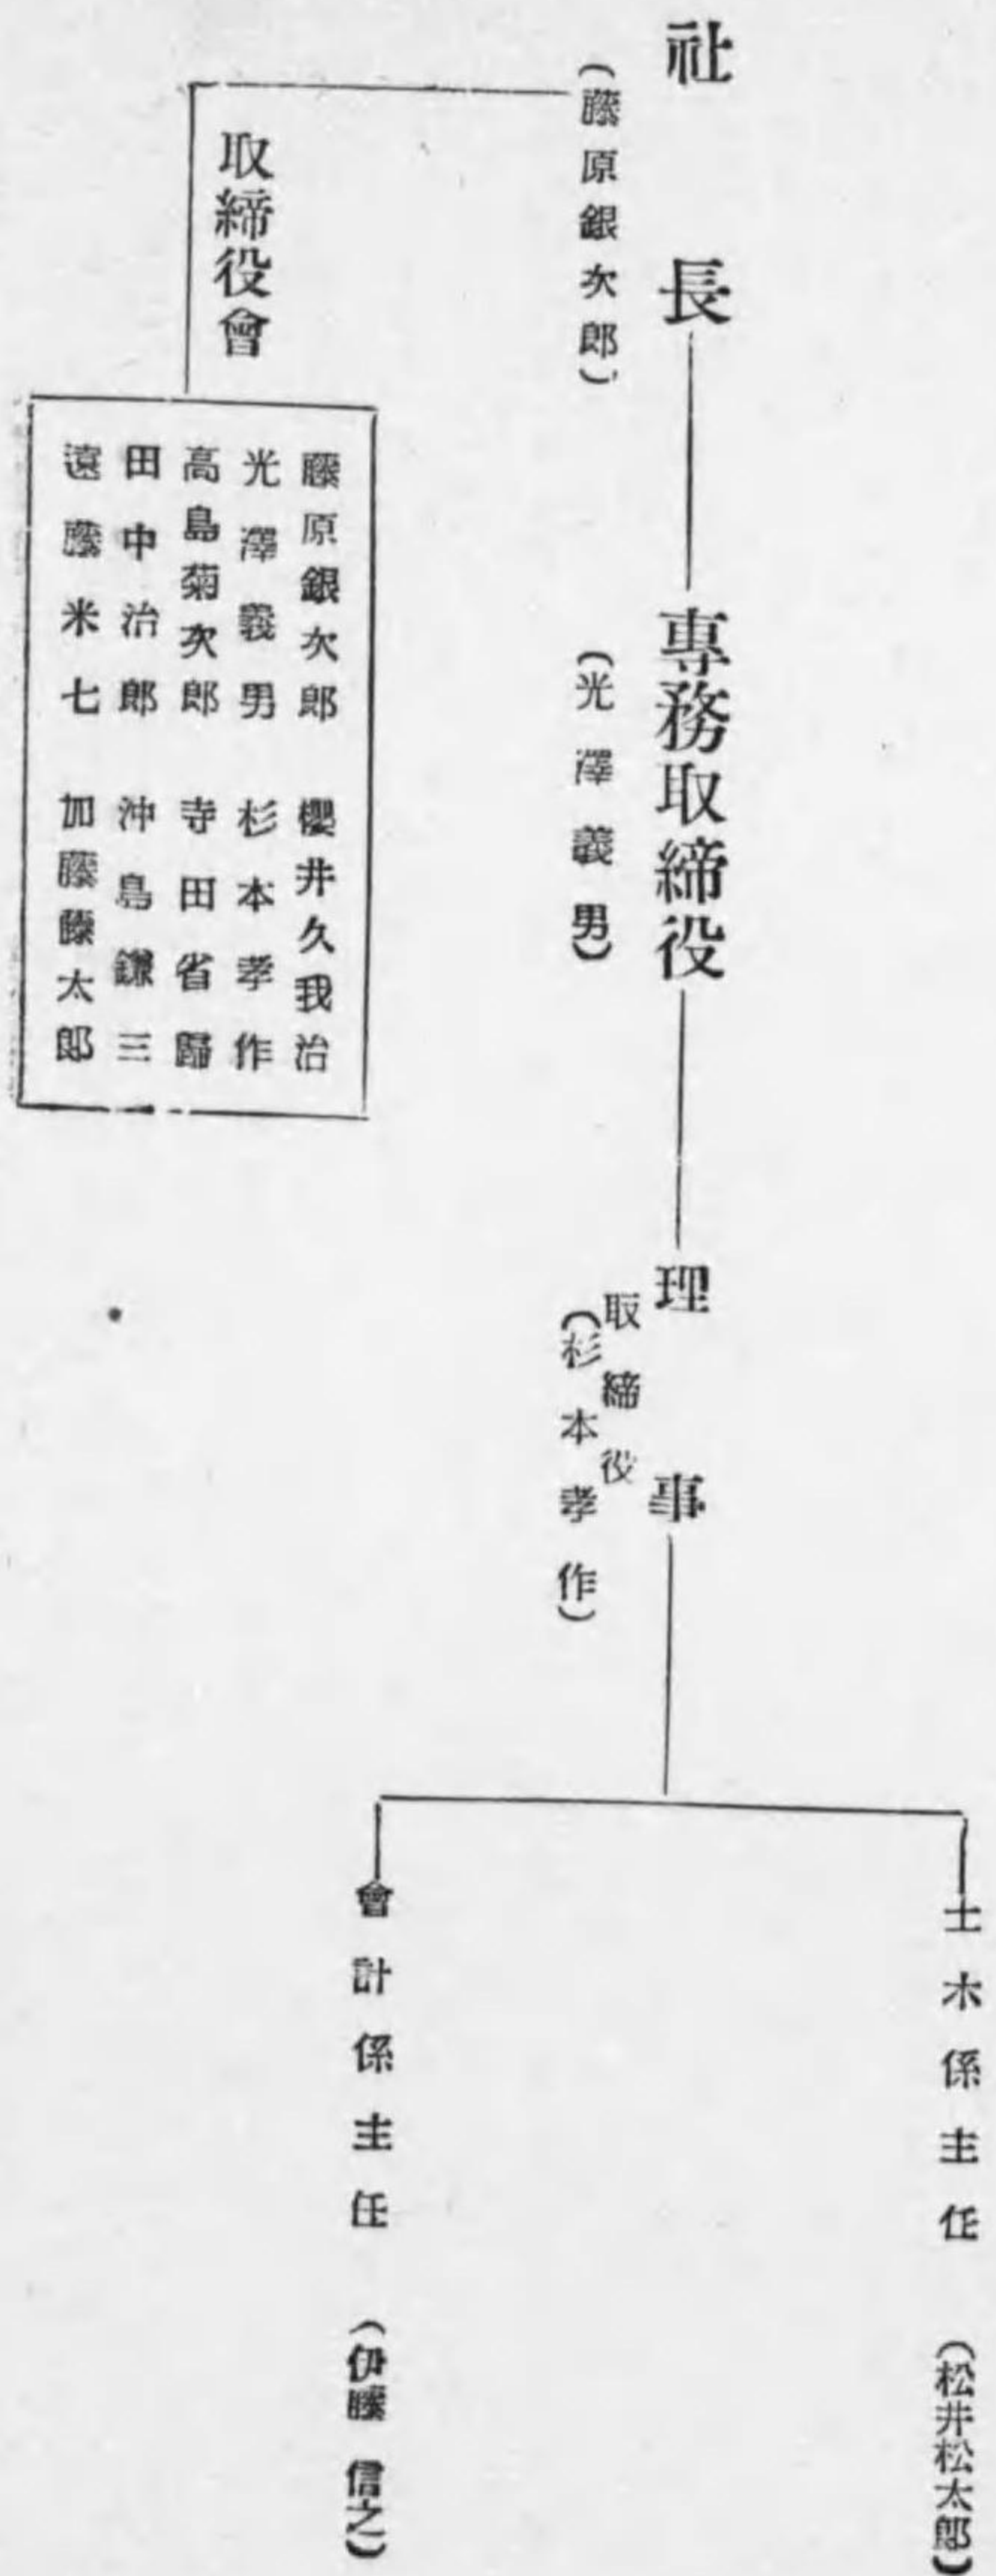 社長
(藤原銀次郎)
專務取締役
(光澤義男)
理事
取締役
(杉本孝作)
土木係主任 (松井松太郎)
會計係主任 (伊藤信之)
取締役會
藤原銀次郎 櫻井久我治
光澤義男 杉本孝作
高島菊次郎 寺田省歸
田中治郎 沖島鎌三
遠藤米七 加藤藤太郎